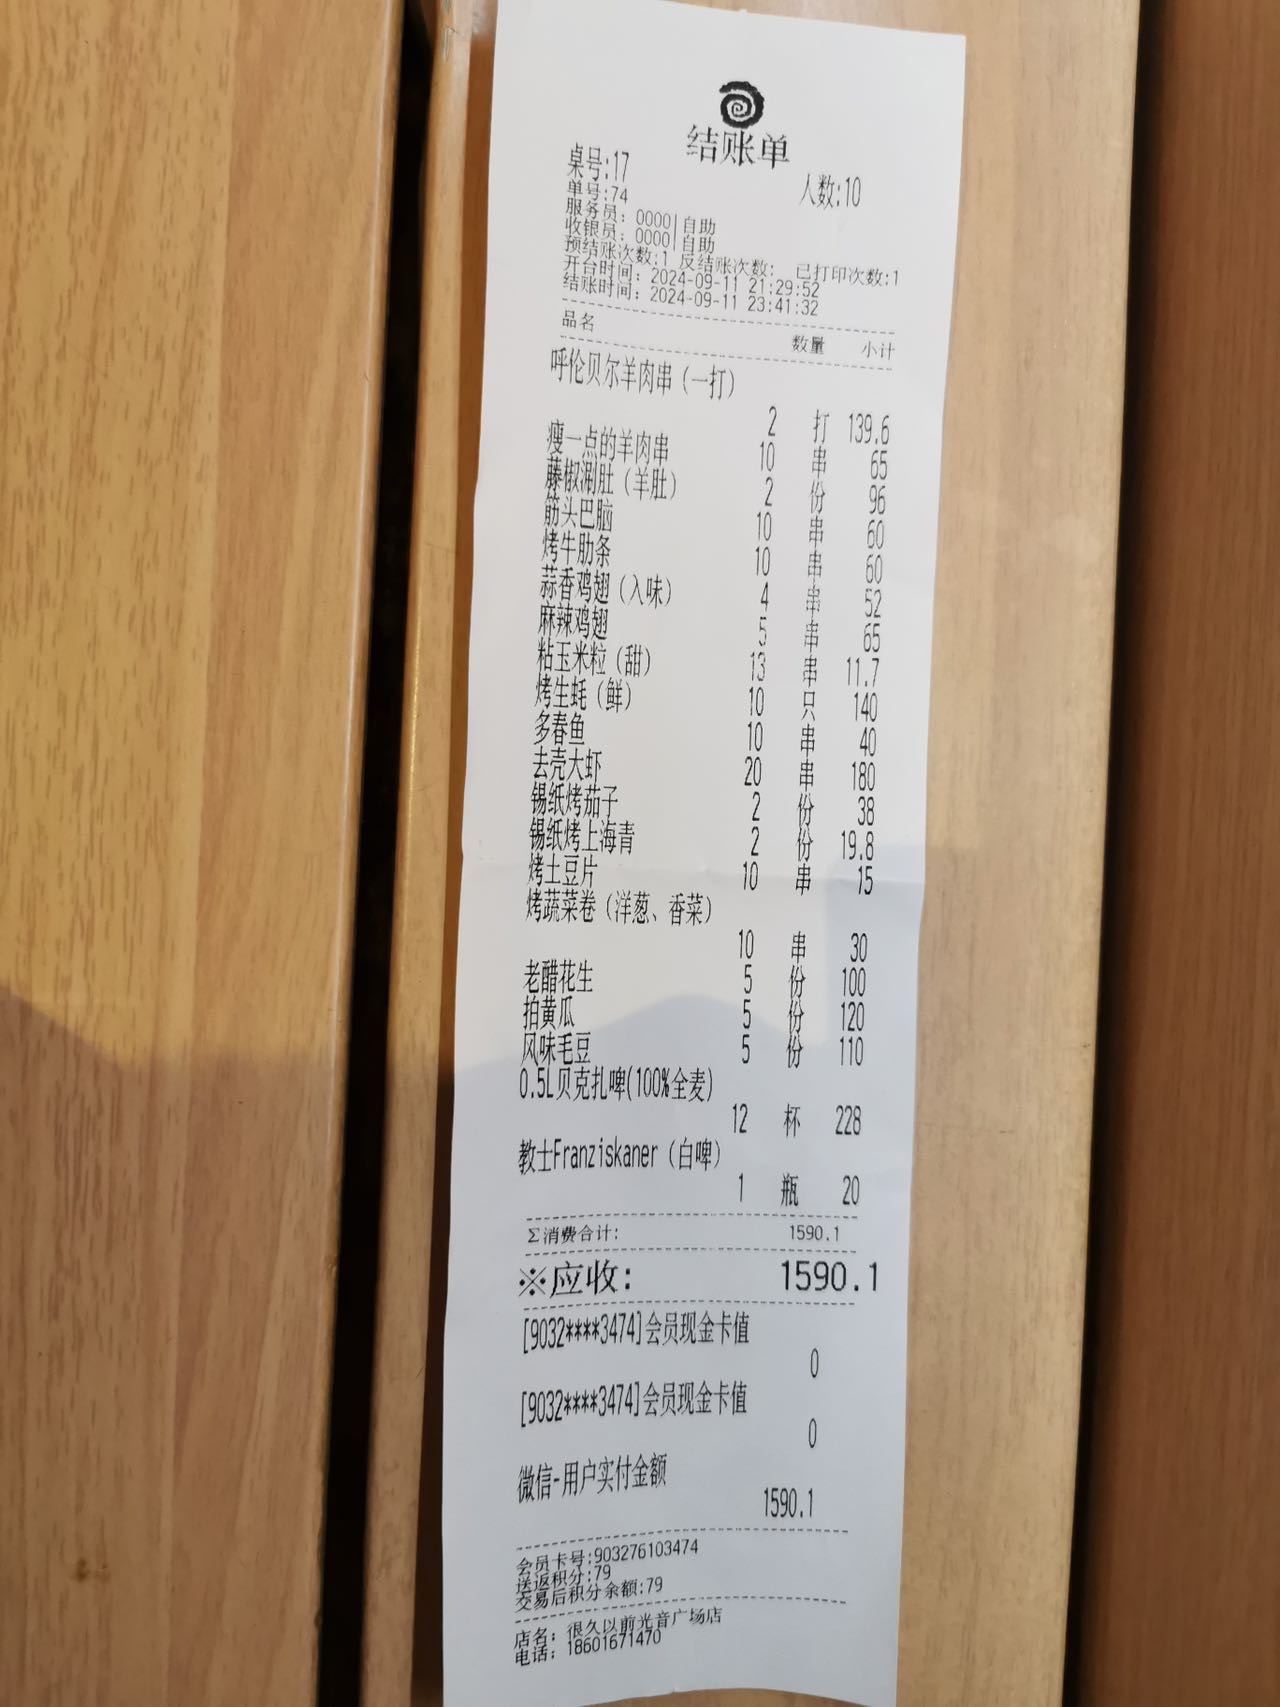 结账单
桌号:17 人数:10
单号:74
服务员: 0000|自助
收银员: 0000|自助
预结账次数:1 反结账次数: 已打印次数:1
开台时间: 2024-09-11 21:29:52
结账时间: 2024-09-11 23:41:32
品名 数量 小计
呼伦贝尔羊肉串(一打)
2 打 139.6
瘦一点的羊肉串 10 串 65
藤椒涮肚(羊肚) 2 份 96
筋头巴脑 10 串 60
烤牛肋条 10 串 60
蒜香鸡翅(入味) 4 串 52
麻辣鸡翅 5 串 65
粘玉米粒(甜) 13 串 11.7
烤生蚝(鲜) 10 只 140
多春鱼 10 串 40
去壳大虾 20 串 180
锡纸烤茄子 2 份 38
锡纸烤上海青 2 份 19.8
烤土豆片 10 串 15
烤蔬菜卷(洋葱、香菜)
10 串 30
老醋花生 5 份 100
拍黄瓜 5 份 120
风味毛豆 5 份 110
0.5L贝克扎啤(100%全麦)
12 杯 228
教士Franziskaner(白啤)
1 瓶 20
Σ消费合计: 1590.1
※应收: 1590.1
[9032****3474]会员现金卡值
0
[9032****3474]会员现金卡值
0
微信-用户实付金额
1590.1
会员卡号:903276103474
送返积分:79
交易后积分余额:79
店名: 很久以前光音广场店
电话: 18601671470